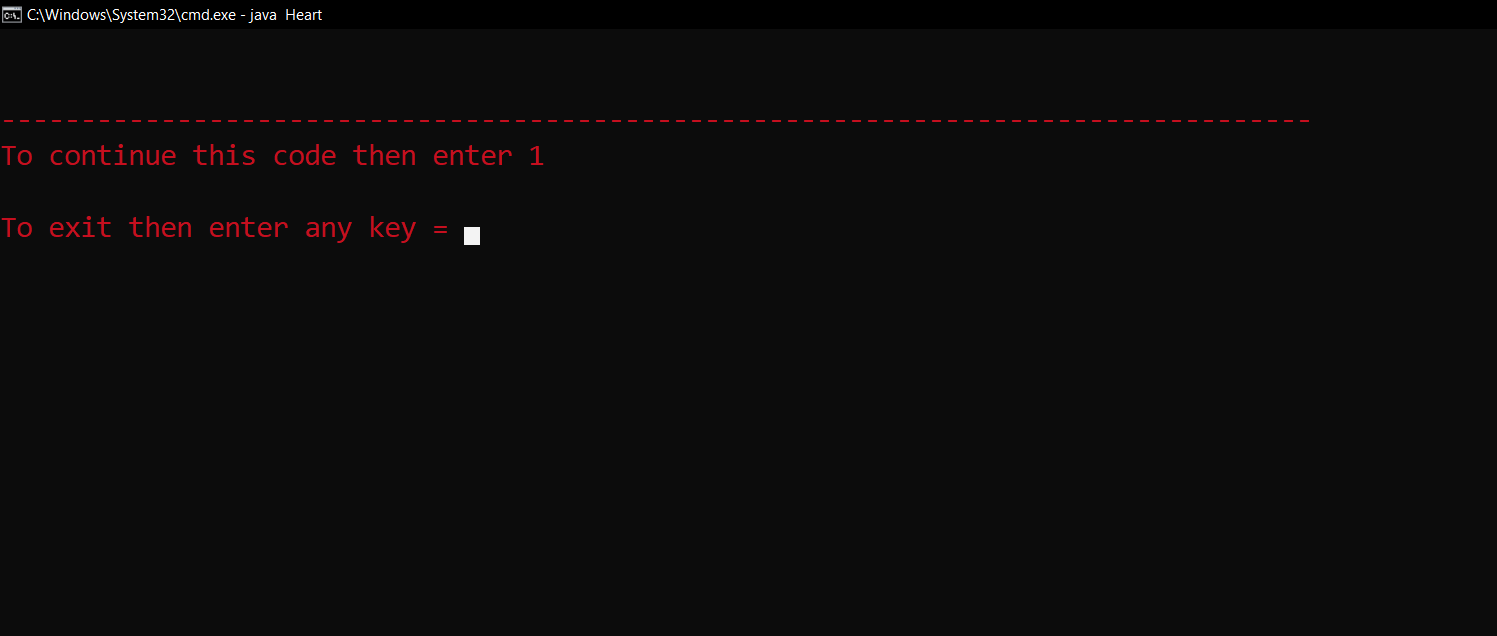 C:\Windows\System32\cmd.exe - java  Heart
----------------------------------------------------------------------------------
To continue this code then enter 1
To exit then enter any key =